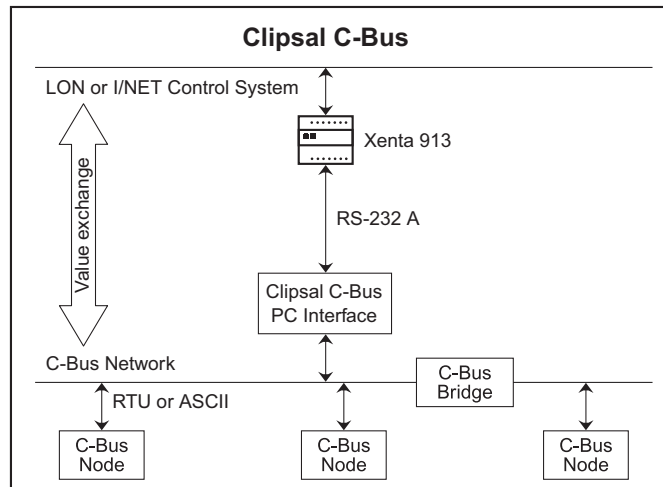 Clipsal C-Bus
LON or I/NET Control System
Xenta 913
Value exchange
RS-232 A
Clipsal C-Bus
PC Interface
C-Bus Network
C-Bus
Bridge
RTU or ASCII
C-Bus
Node
C-Bus
Node
C-Bus
Node